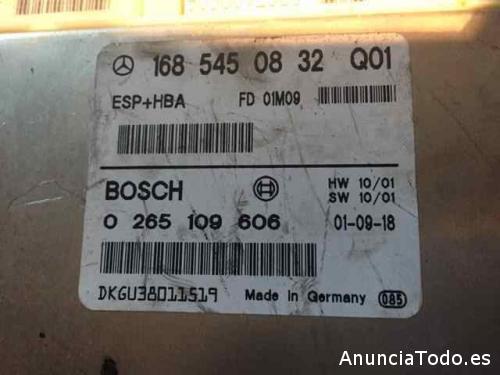 168 545 08 32 Q01
ESP+HBA FD 01M09
BOSCH HW 10/01
SW 10/01
0 265 109 606 01-09-18
DKGU38011519 Made in Germany 085
AnunciaTodo.es